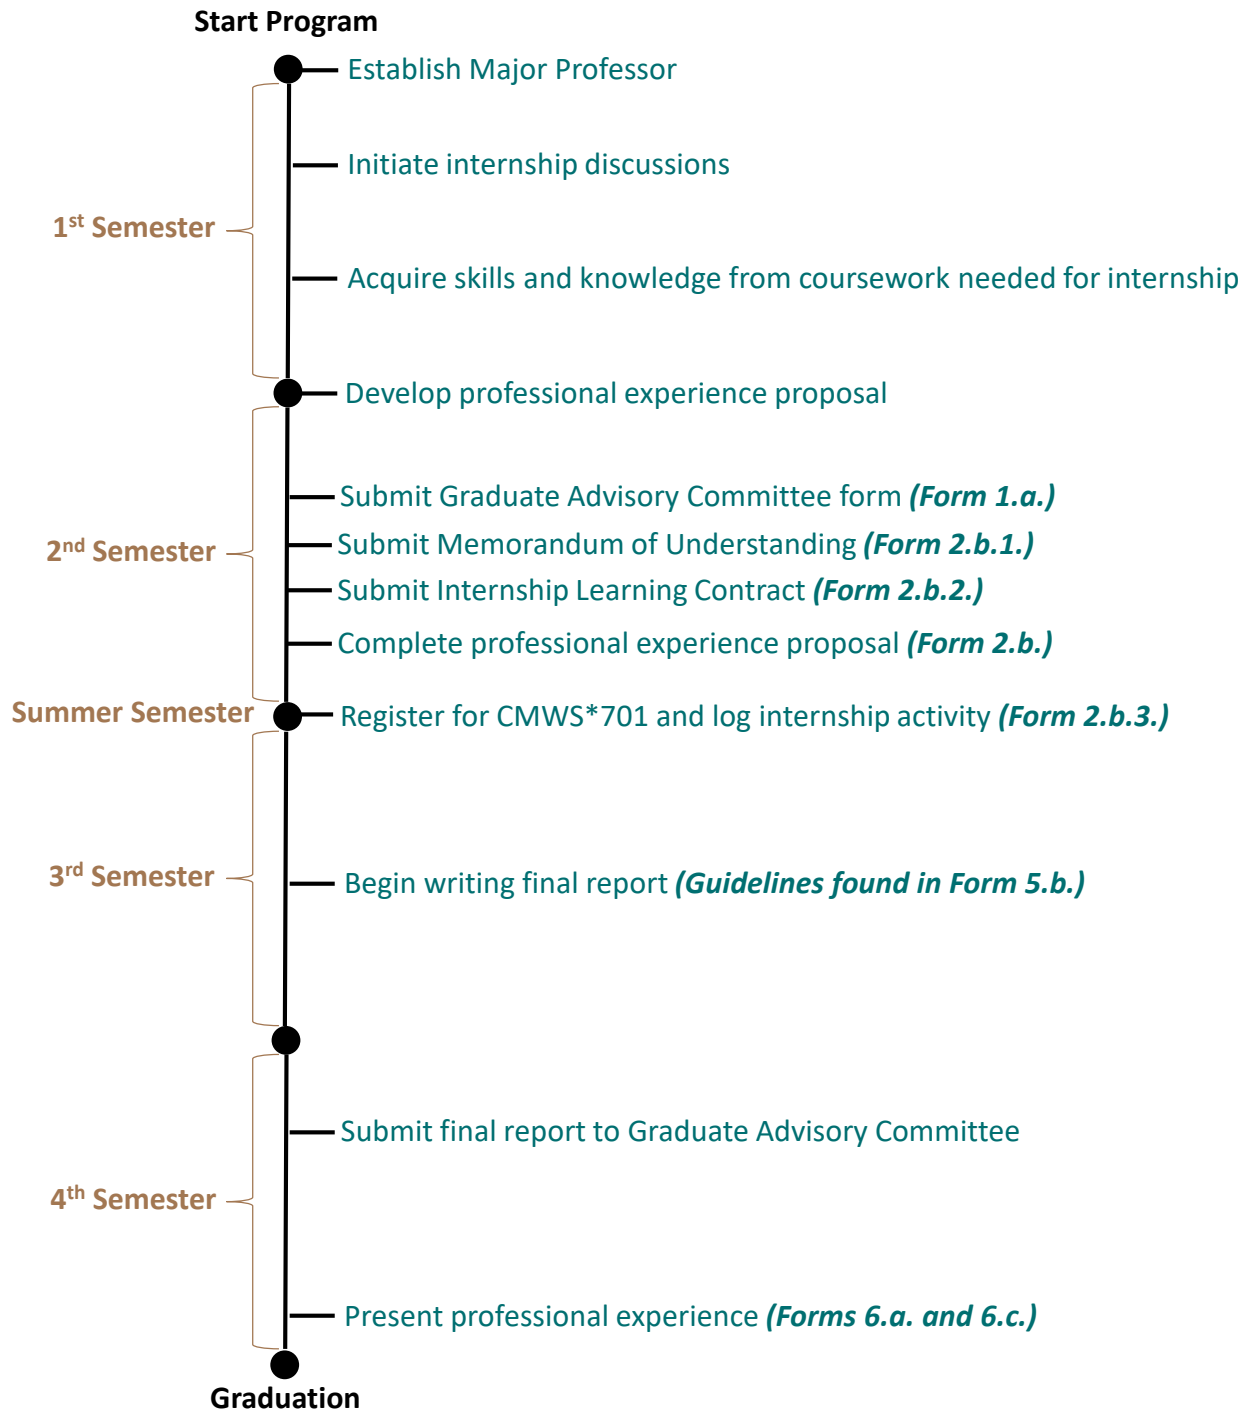 Start Program
Establish Major Professor
Initiate internship discussions
1st Semester
Acquire skills and knowledge from coursework needed for internship
Develop professional experience proposal
Submit Graduate Advisory Committee form (Form 1.a.)
2nd Semester
Submit Memorandum of Understanding (Form 2.b.1.)
Submit Internship Learning Contract (Form 2.b.2.)
Complete professional experience proposal (Form 2.b.)
Summer Semester
Register for CMWS*701 and log internship activity (Form 2.b.3.)
3rd Semester
Begin writing final report (Guidelines found in Form 5.b.)
Submit final report to Graduate Advisory Committee
4th Semester
Present professional experience (Forms 6.a. and 6.c.)
Graduation